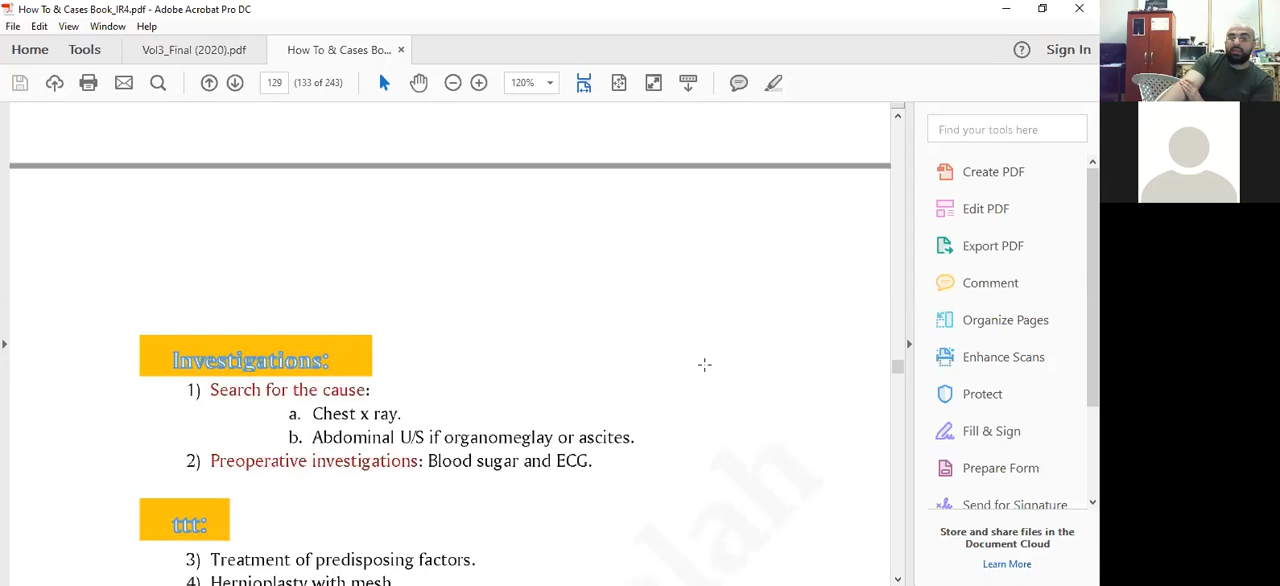 How To & Cases Book_IR4.pdf - Adobe Acrobat Pro DC
File Edit View Window Help
Home Tools Vol3_Final (2020).pdf How To & Cases Bo... × Sign In
129 (133 of 243) 120%
Find your tools here
Create PDF
Edit PDF
Export PDF
Comment
Organize Pages
Enhance Scans
Protect
Fill & Sign
Prepare Form
Send for Signature
Store and share files in the
Document Cloud
Learn More
Investigations:
1) Search for the cause:
a. Chest x ray.
b. Abdominal U/S if organomeglay or ascites.
2) Preoperative investigations: Blood sugar and ECG.
ttt:
3) Treatment of predisposing factors.
4) Hernioplasty with mesh